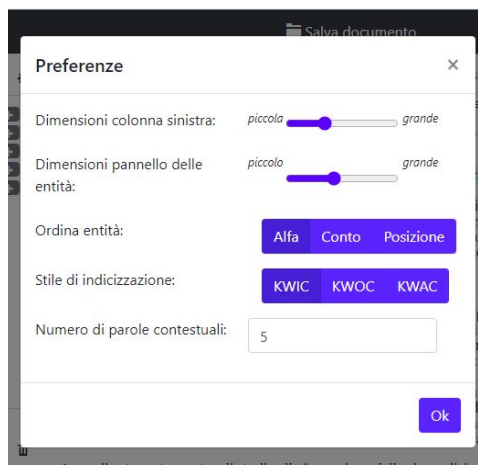 Salva documento
Preferenze ×
Dimensioni colonna sinistra: piccola grande
Dimensioni pannello delle piccolo grande
entità:
Ordina entità: Alfa Conto Posizione
Stile di indicizzazione: KWIC KWOC KWAC
Numero di parole contestuali: 5
Ok